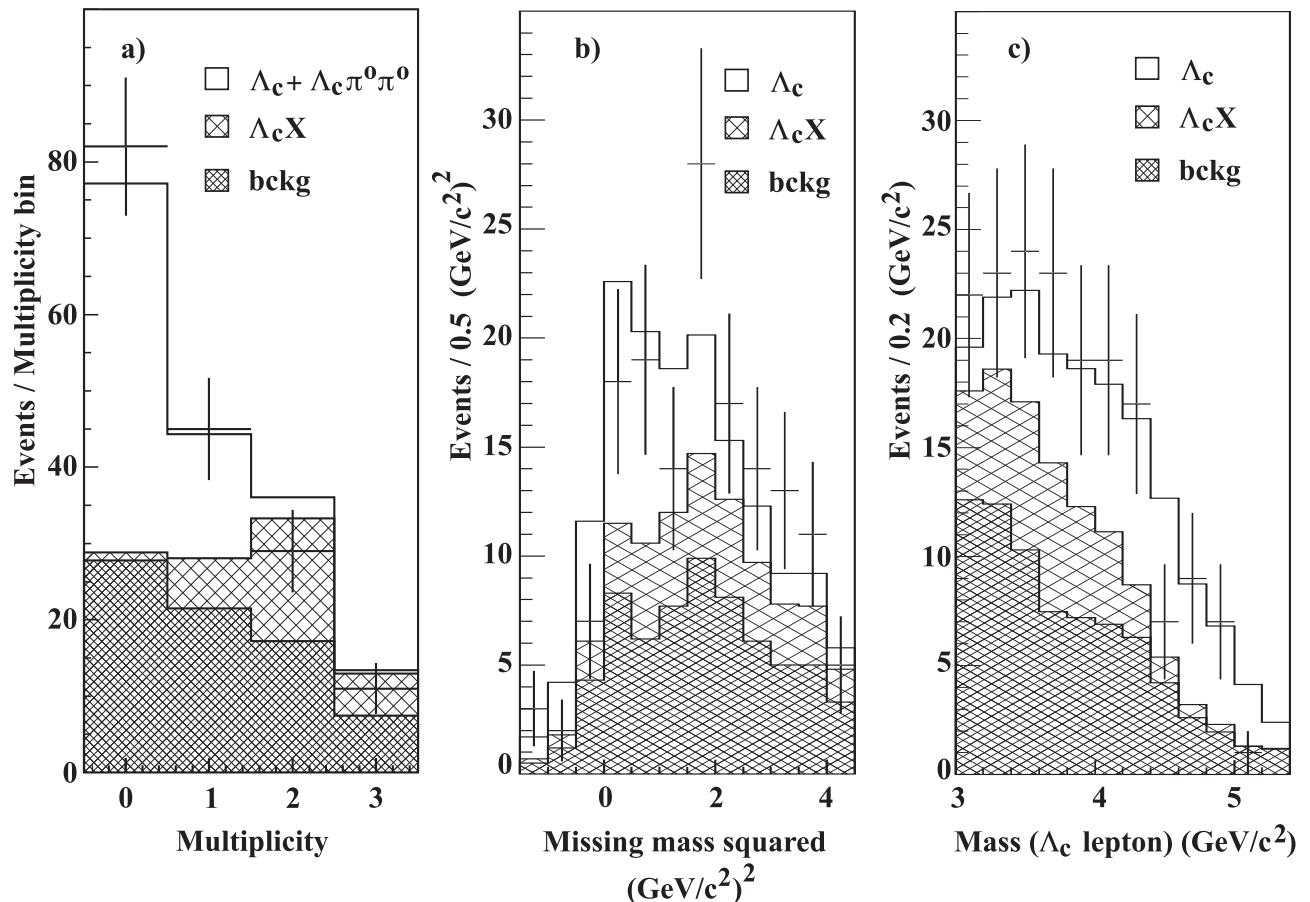 a)
Λc + Λc π⁰π⁰
ΛcX
bckg
80
60
40
20
0
0 1 2 3
Multiplicity
Events / Multiplicity bin
b)
Λc
ΛcX
bckg
30
25
20
15
10
5
0
0 2 4
Missing mass squared
(GeV/c²)²
Events / 0.5 (GeV/c²)²
c)
Λc
ΛcX
bckg
30
25
20
15
10
5
0
3 4 5
Mass (Λc lepton) (GeV/c²)
Events / 0.2 (GeV/c²)